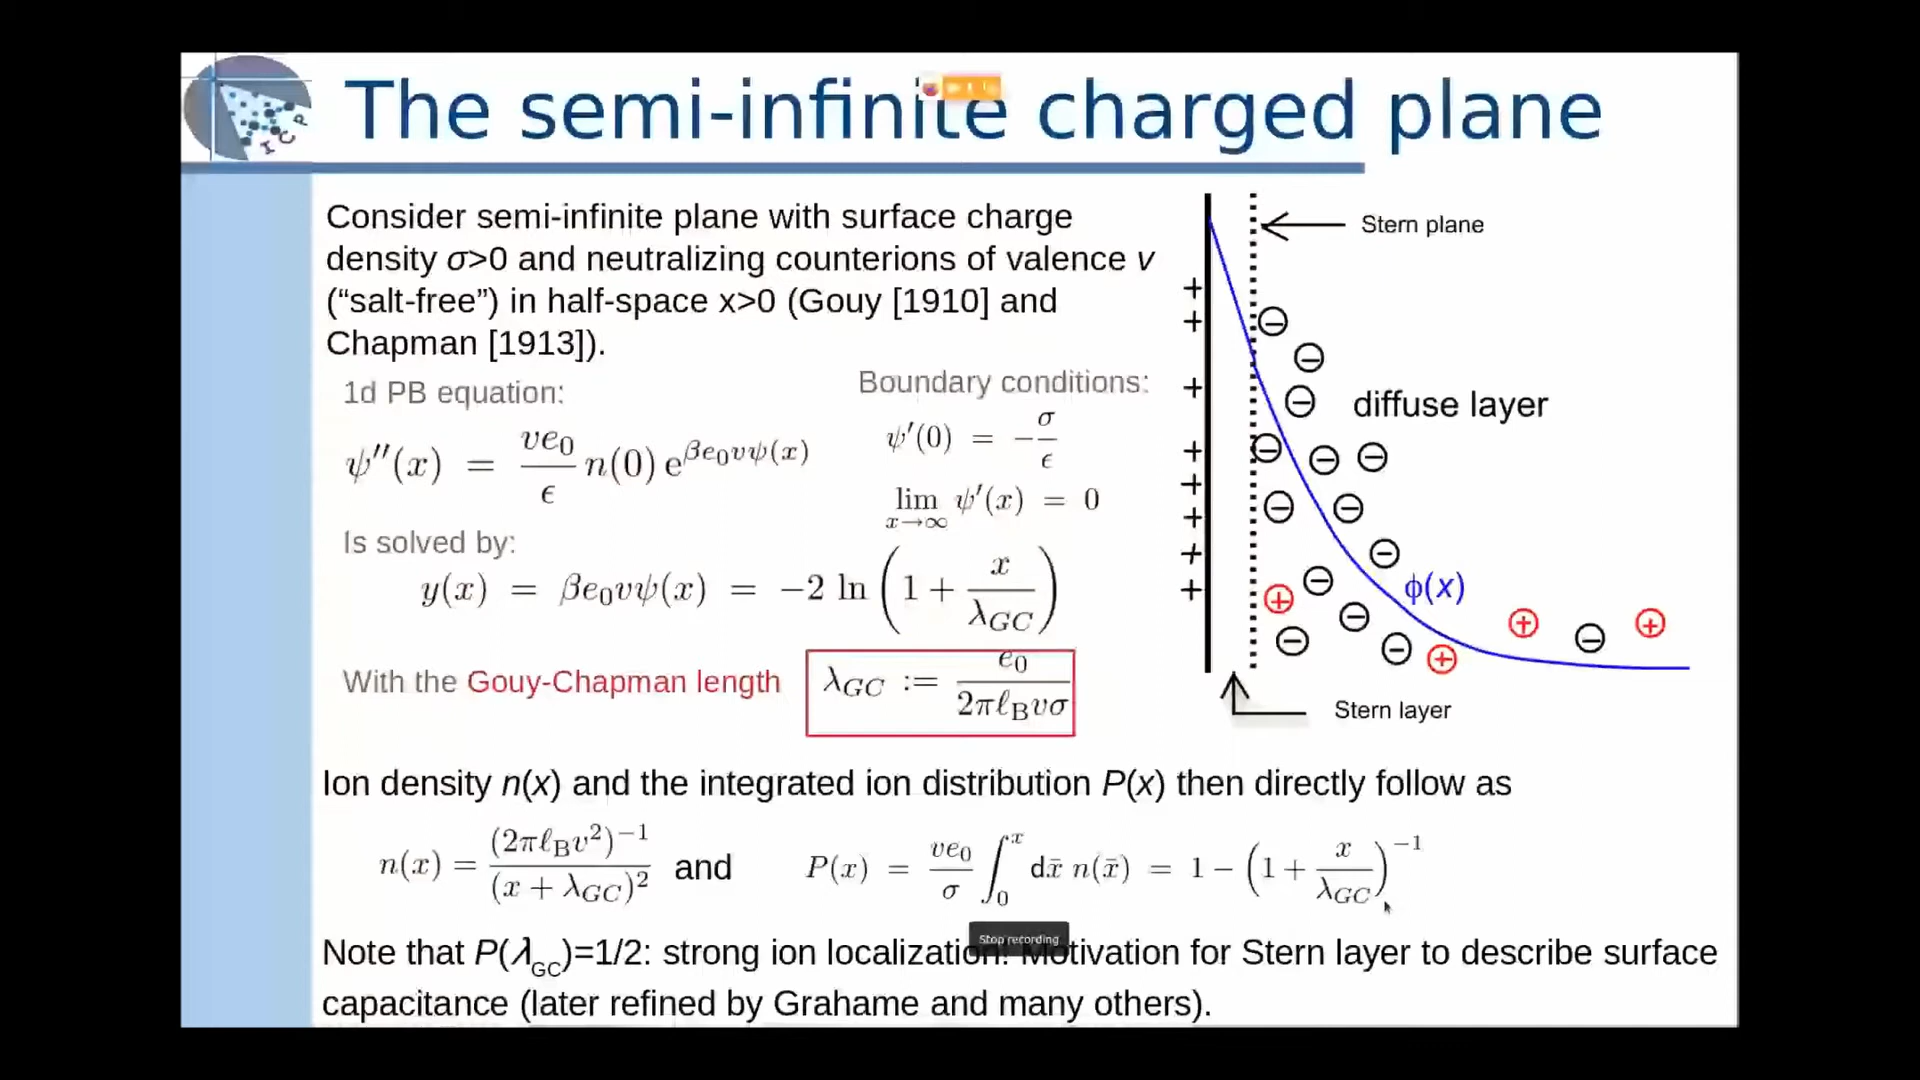 ICP
The semi-infinite charged plane
Consider semi-infinite plane with surface charge
density σ>0 and neutralizing counterions of valence v
(“salt-free”) in half-space x>0 (Gouy [1910] and
Chapman [1913]).
1d PB equation:
ψ′′(x) = ve₀/ϵ n(0) e^{βe₀vψ(x)}
Boundary conditions:
ψ′(0) = −σ/ϵ
lim_{x→∞} ψ′(x) = 0
Is solved by:
y(x) = βe₀vψ(x) = −2 ln (1 + x/λ_GC)
With the Gouy-Chapman length
λ_GC := e₀/(2πℓ_B vσ)
Stern plane
diffuse layer
ϕ(x)
Stern layer
Ion density n(x) and the integrated ion distribution P(x) then directly follow as
n(x) = (2πℓ_B v²)⁻¹/(x + λ_GC)² and P(x) = ve₀/σ ∫₀ˣ dx̄ n(x̄) = 1 − (1 + x/λ_GC)⁻¹
Stop recording
Note that P(λ_GC)=1/2: strong ion localization! Motivation for Stern layer to describe surface
capacitance (later refined by Grahame and many others).